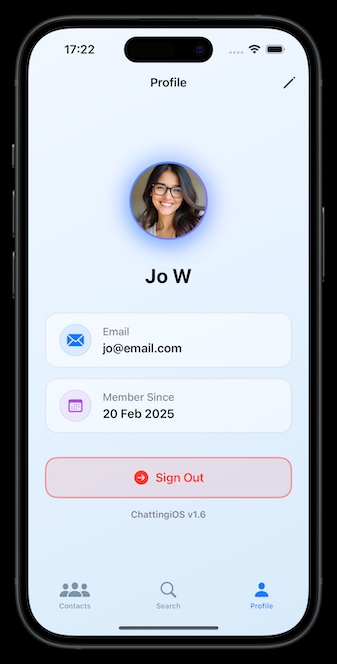 17:22
Profile
Jo W
Email
jo@email.com
Member Since
20 Feb 2025
Sign Out
ChattingiOS v1.6
Contacts
Search
Profile